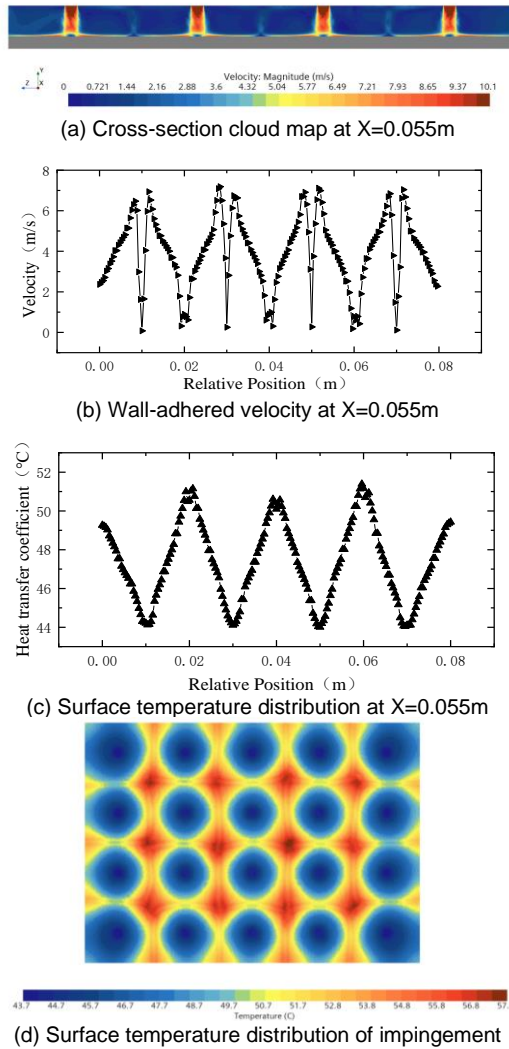 Y
Z X
Velocity: Magnitude (m/s)
0 0.721 1.44 2.16 2.88 3.6 4.32 5.04 5.77 6.49 7.21 7.93 8.65 9.37 10.1
(a) Cross-section cloud map at X=0.055m
8
6
4
2
0
Velocity（m/s）
0.00 0.02 0.04 0.06 0.08
Relative Position（m）
(b) Wall-adhered velocity at X=0.055m
52
50
48
46
44
Heat transfer coefficient（℃）
0.00 0.02 0.04 0.06 0.08
Relative Position（m）
(c) Surface temperature distribution at X=0.055m
43.7 44.7 45.7 46.7 47.7 48.7 49.7 50.7 51.7 52.8 53.8 54.8 55.8 56.8 57.
Temperature (C)
(d) Surface temperature distribution of impingement